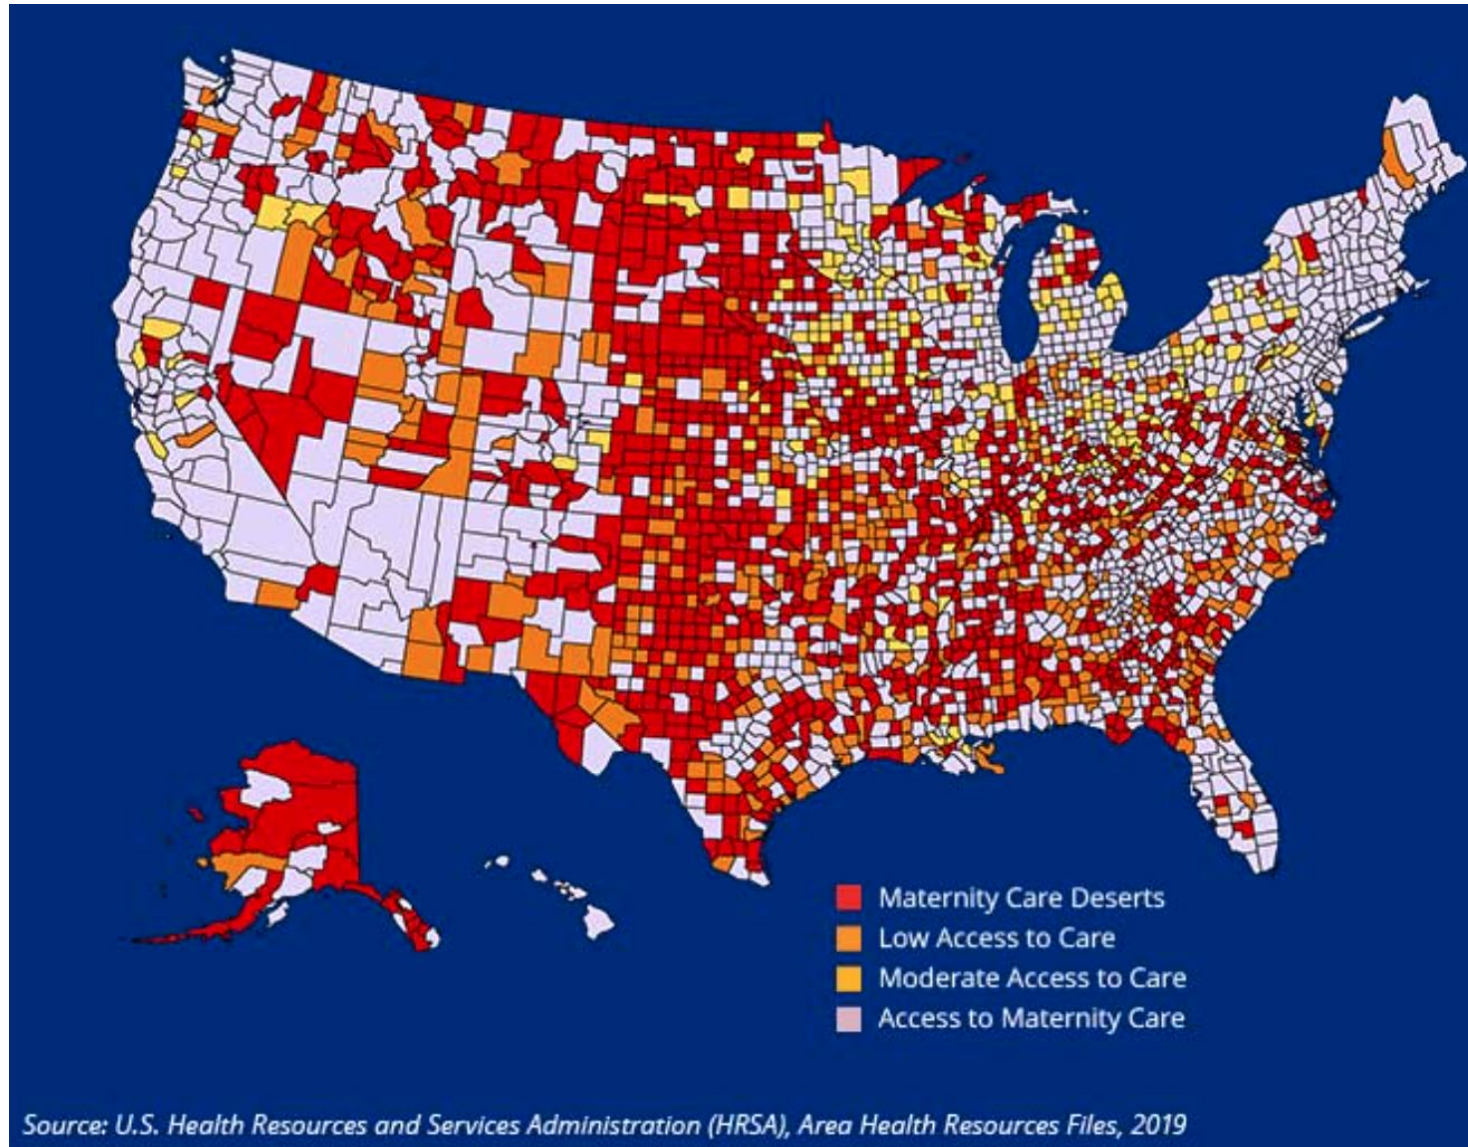 Maternity Care Deserts
Low Access to Care
Moderate Access to Care
Access to Maternity Care
Source: U.S. Health Resources and Services Administration (HRSA), Area Health Resources Files, 2019